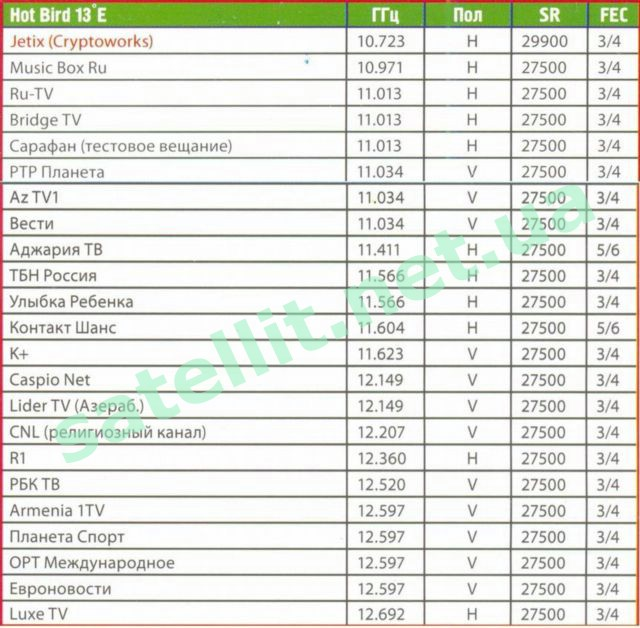 Hot Bird 13°E ГГц Пол SR FEC
Jetix (Cryptoworks) 10.723 H 29900 3/4
Music Box Ru 10.971 H 27500 3/4
Ru-TV 11.013 H 27500 3/4
Bridge TV 11.013 H 27500 3/4
Сарафан (тестовое вещание) 11.013 H 27500 3/4
РТР Планета 11.034 V 27500 3/4
Az TV1 11.034 V 27500 3/4
Вести 11.034 V 27500 3/4
Аджария ТВ 11.411 H 27500 5/6
ТБН Россия 11.566 H 27500 3/4
Улыбка Ребенка 11.566 H 27500 3/4
Контакт Шанс 11.604 H 27500 5/6
К+ 11.623 V 27500 3/4
Caspio Net 12.149 V 27500 3/4
Lider TV (Азераб.) 12.149 V 27500 3/4
CNL (религиозный канал) 12.207 V 27500 3/4
R1 12.360 H 27500 3/4
РБК ТВ 12.520 V 27500 3/4
Armenia 1TV 12.597 V 27500 3/4
Планета Спорт 12.597 V 27500 3/4
ОРТ Международное 12.597 V 27500 3/4
Евроновости 12.597 V 27500 3/4
Luxe TV 12.692 H 27500 3/4
satellit.net.ua